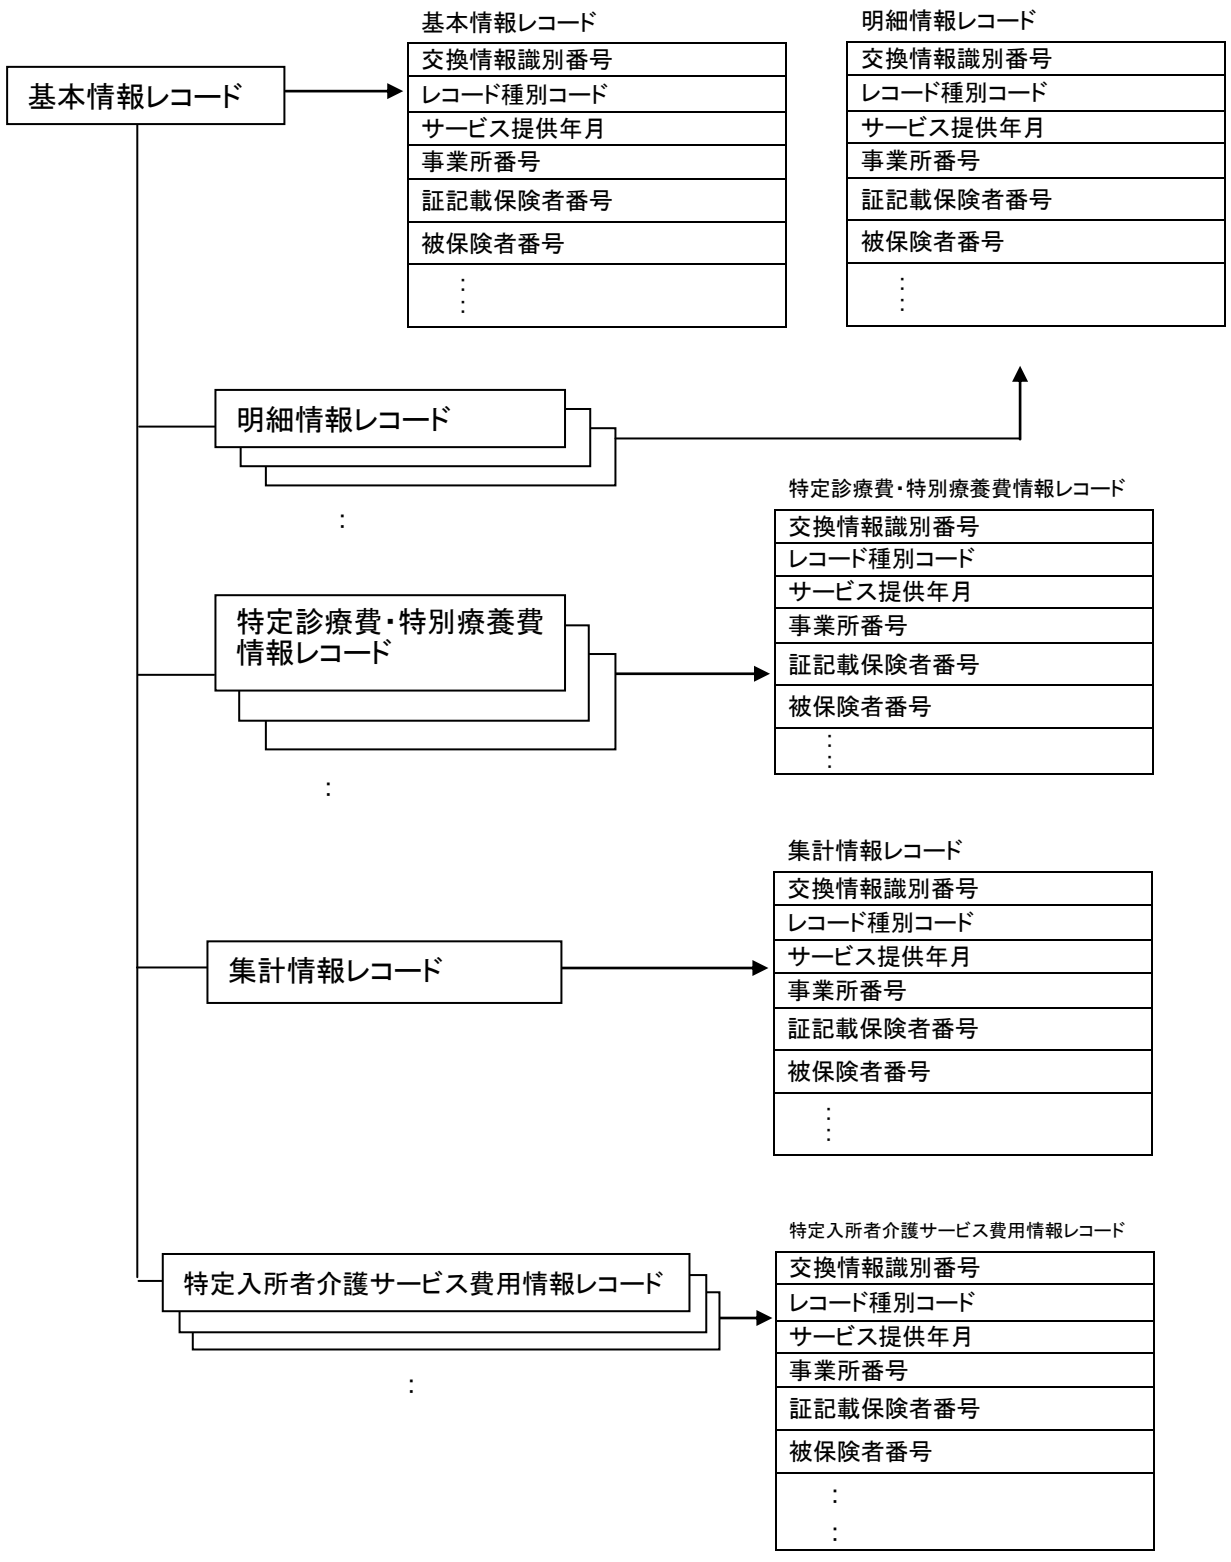 基本情報レコード
基本情報レコード
交換情報識別番号
レコード種別コード
サービス提供年月
事業所番号
証記載保険者番号
被保険者番号
:
:
明細情報レコード
交換情報識別番号
レコード種別コード
サービス提供年月
事業所番号
証記載保険者番号
被保険者番号
:
:
明細情報レコード
:
特定診療費・特別療養費
情報レコード
:
特定診療費・特別療養費情報レコード
交換情報識別番号
レコード種別コード
サービス提供年月
事業所番号
証記載保険者番号
被保険者番号
:
:
集計情報レコード
集計情報レコード
交換情報識別番号
レコード種別コード
サービス提供年月
事業所番号
証記載保険者番号
被保険者番号
:
:
特定入所者介護サービス費用情報レコード
:
特定入所者介護サービス費用情報レコード
交換情報識別番号
レコード種別コード
サービス提供年月
事業所番号
証記載保険者番号
被保険者番号
:
: